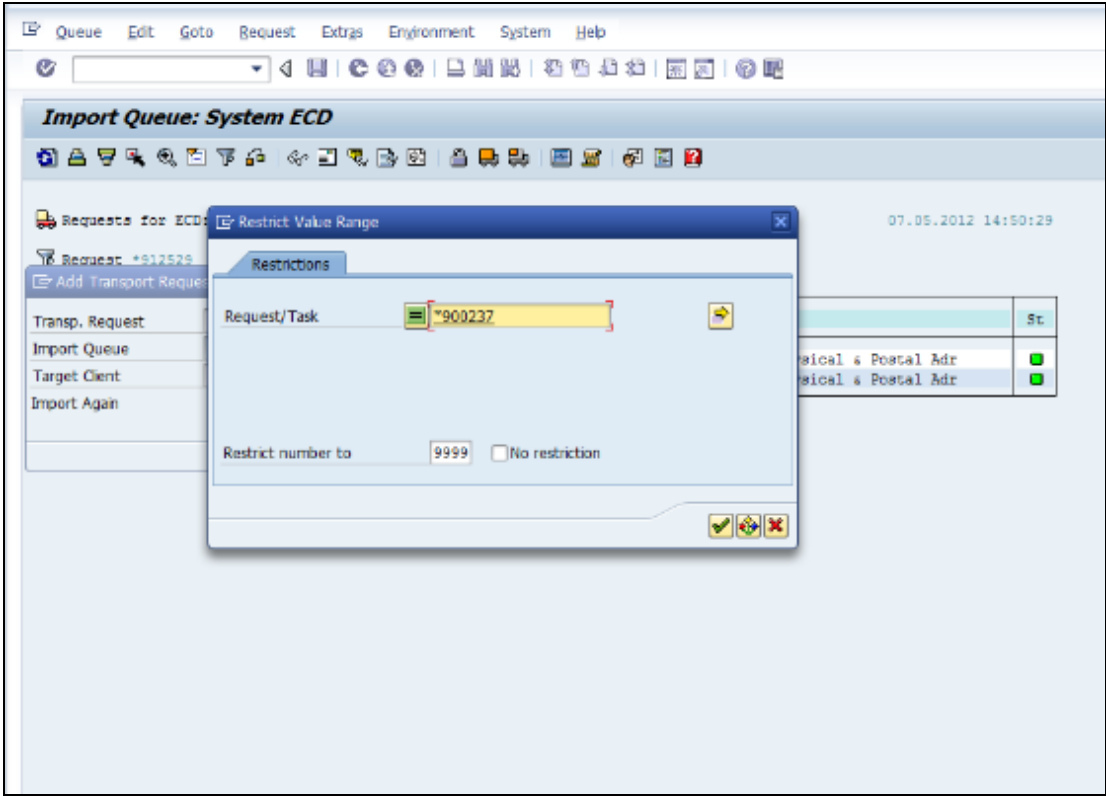 Queue Edit Goto Request Extras Environment System Help
Import Queue: System ECD
Requests for ECD:
07.05.2012 14:50:29
Request *912529
Add Transport Reques
Transp. Request
Import Queue
Target Client
Import Again
Restrict Value Range
Restrictions
Request/Task
*900237
Restrict number to
9999
No restriction
St.
sical & Postal Adr
sical & Postal Adr